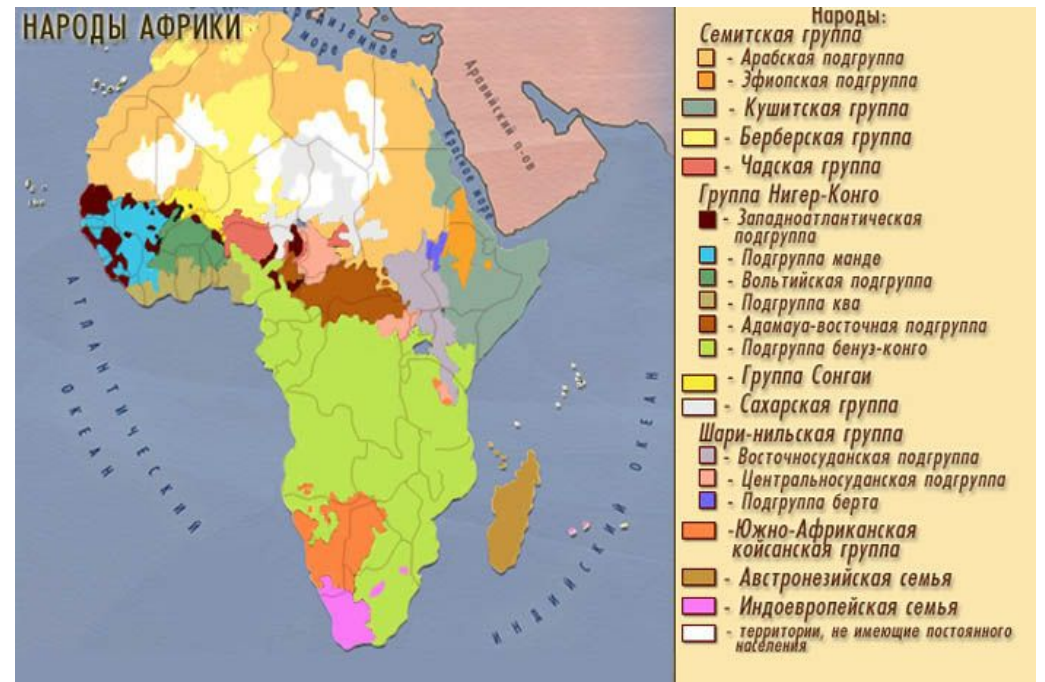 НАРОДЫ АФРИКИ
Средиземное
море
Аравийский п-ов
Красное море
АТЛАНТИЧЕСКИЙ
ОКЕАН
ИНДИЙСКИЙ ОКЕАН
Народы:
Семитская группа
- Арабская подгруппа
- Эфиопская подгруппа
- Кушитская группа
- Берберская группа
- Чадская группа
Группа Нигер-Конго
- Западноатлантическая
подгруппа
- Подгруппа манде
- Вольтийская подгруппа
- Подгруппа ква
- Адамауа-восточная подгруппа
- Подгруппа бенуэ-конго
- Группа Сонгаи
- Сахарская группа
Шари-нильская группа
- Восточносуданская подгруппа
- Центральносуданская подгруппа
- Подгруппа берта
-Южно-Африканская
койсанская группа
- Австронезийская семья
- Индоевропейская семья
- территории, не имеющие постоянного
населения